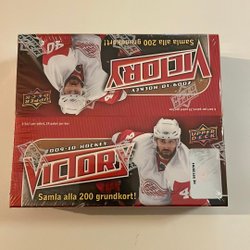 Samla alla 200 grundkort!
VICTORY
2009-10 HOCKEY
UPPER DECK
2009-10 HOCKEY
VICTORY
UPPER DECK
Samla alla 200 grundkort!